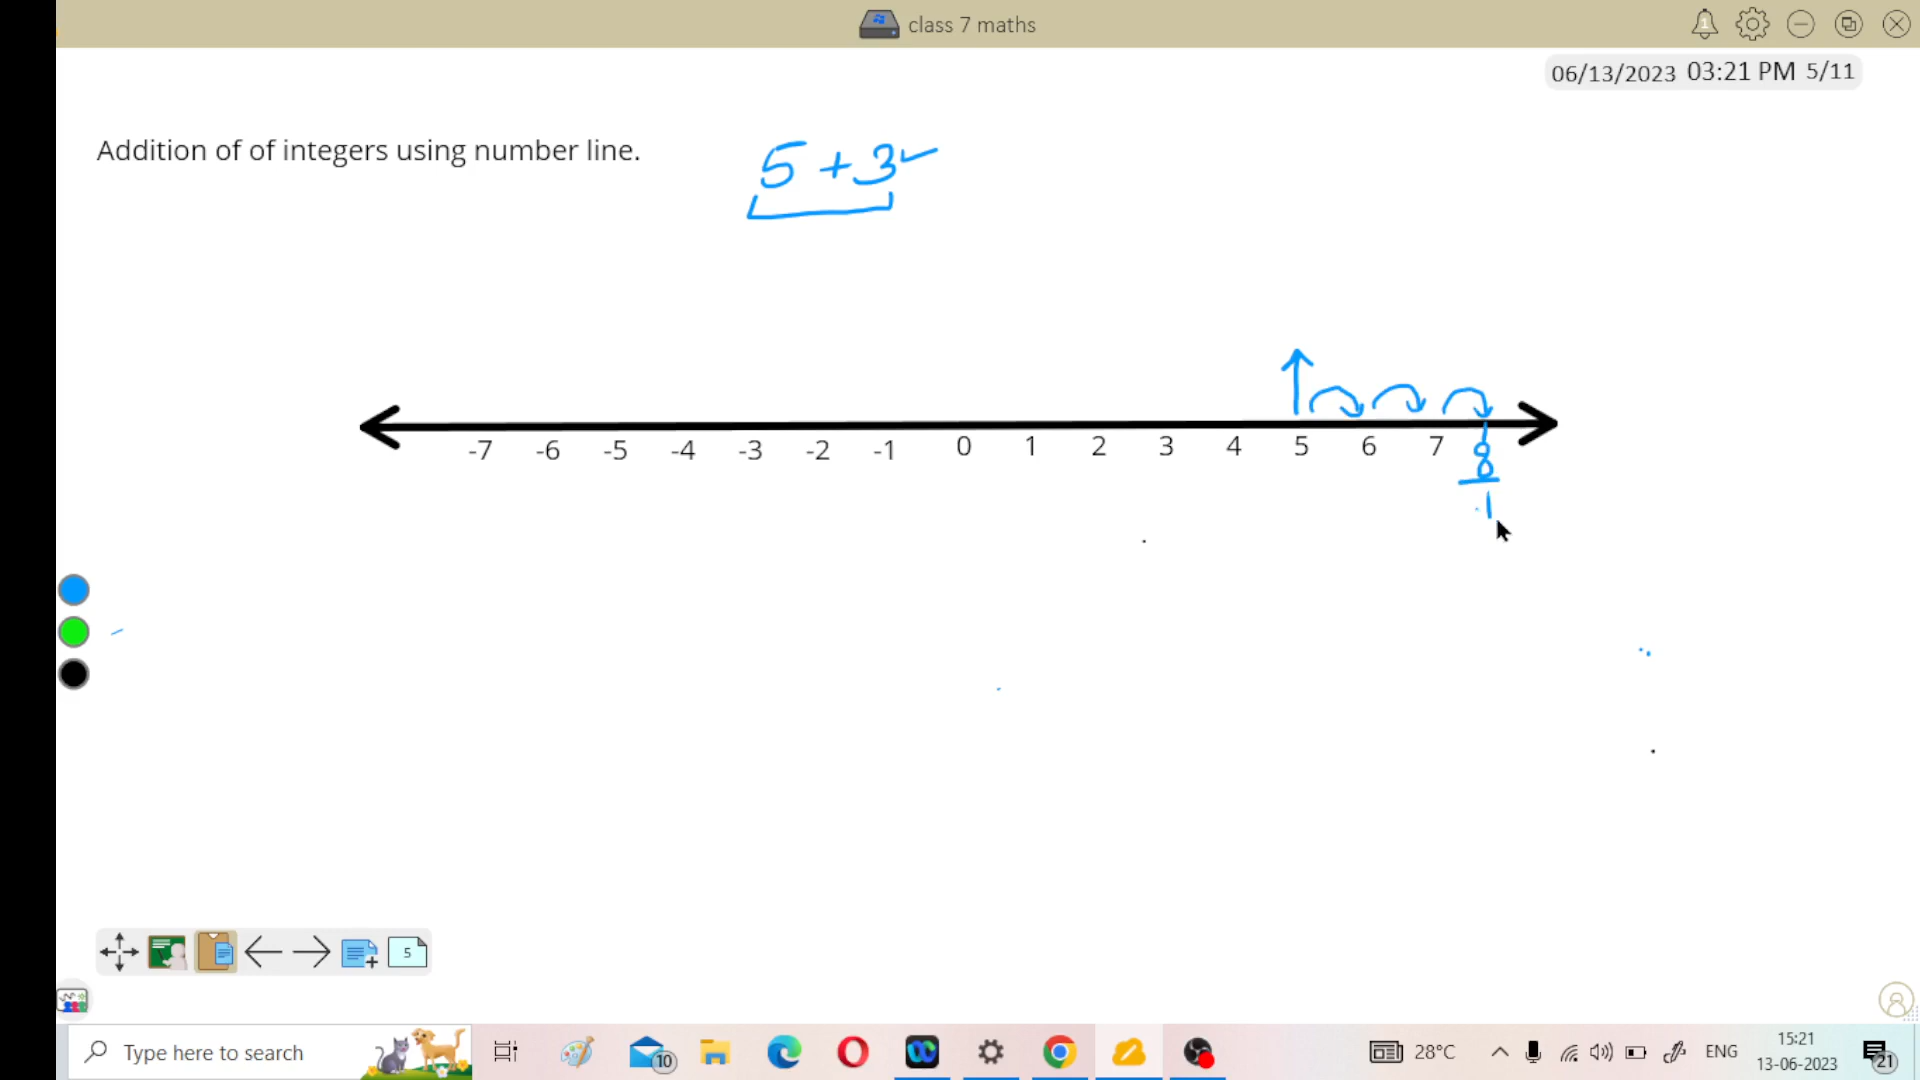 class 7 maths
1
06/13/2023 03:21 PM 5/11
Addition of of integers using number line.
5 + 3
-7 -6 -5 -4 -3 -2 -1 0 1 2 3 4 5 6 7 8
5
Type here to search
10
28°C
ENG
15:21
13-06-2023
21